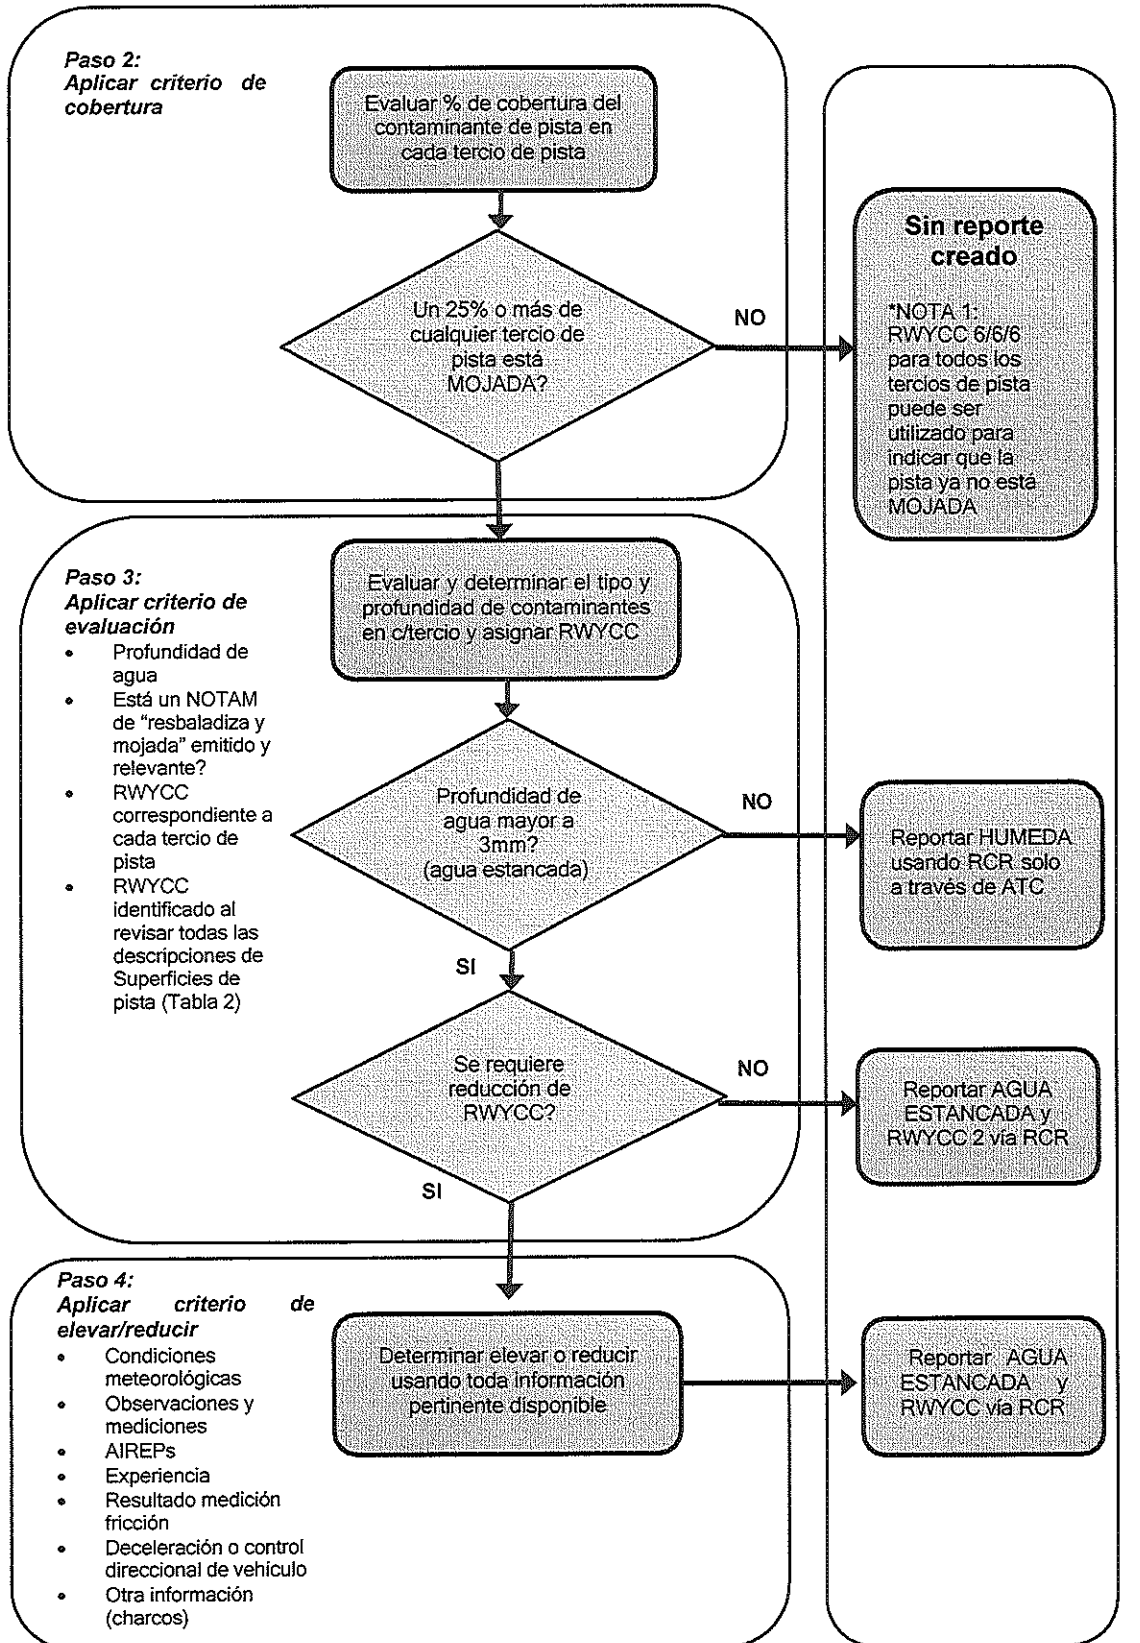 Paso 2:
Aplicar criterio de
cobertura
Evaluar % de cobertura del
contaminante de pista en
cada tercio de pista
Un 25% o más de
cualquier tercio de
pista está
MOJADA?
NO
Sin reporte
creado
*NOTA 1:
RWYCC 6/6/6
para todos los
tercios de pista
puede ser
utilizado para
indicar que la
pista ya no está
MOJADA
Paso 3:
Aplicar criterio de
evaluación
• Profundidad de
agua
• Está un NOTAM
de “resbaladiza y
mojada” emitido y
relevante?
• RWYCC
correspondiente a
cada tercio de
pista
• RWYCC
identificado al
revisar todas las
descripciones de
Superficies de
pista (Tabla 2)
Evaluar y determinar el tipo y
profundidad de contaminantes
en c/tercio y asignar RWYCC
Profundidad de
agua mayor a
3mm?
(agua estancada)
NO
Reportar HUMEDA
usando RCR solo
a través de ATC
SI
Se requiere
reducción de
RWYCC?
NO
Reportar AGUA
ESTANCADA y
RWYCC 2 vía RCR
SI
Paso 4:
Aplicar criterio de
elevar/reducir
• Condiciones
meteorológicas
• Observaciones y
mediciones
• AIREPs
• Experiencia
• Resultado medición
fricción
• Deceleración o control
direccional de vehículo
• Otra información
(charcos)
Determinar elevar o reducir
usando toda información
pertinente disponible
Reportar AGUA
ESTANCADA y
RWYCC vía RCR